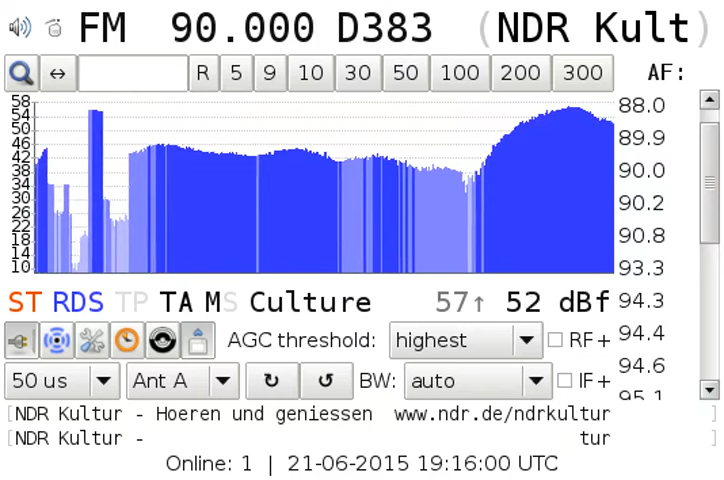 FM 90.000 D383 (NDR Kult)
↔ R 5 9 10 30 50 100 200 300 AF:
58
54
50
46
42
38
34
30
26
22
18
14
10
88.0
89.9
90.0
90.2
90.8
93.3
94.3
94.4
94.6
95.1
ST RDS TP TA MS Culture 57↑ 52 dBf
AGC threshold: highest RF+
50 us Ant A ↻ ↺ BW: auto IF+
[NDR Kultur - Hoeren und geniessen www.ndr.de/ndrkultur ]
[NDR Kultur - tur ]
Online: 1 | 21-06-2015 19:16:00 UTC